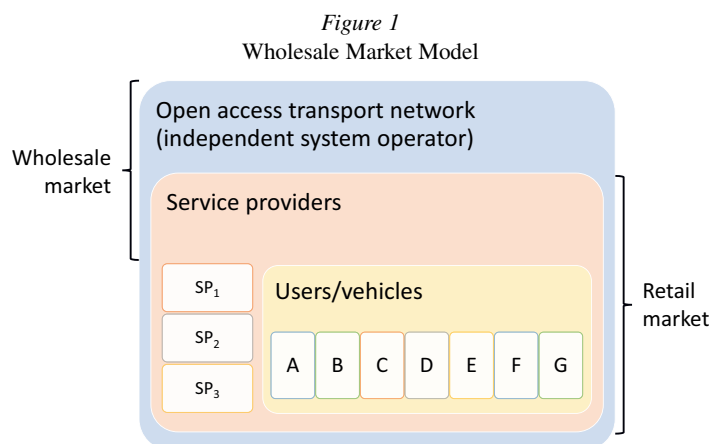 Figure 1
Wholesale Market Model
Open access transport network
(independent system operator)
Wholesale
market
Service providers
SP₁
SP₂
SP₃
Users/vehicles
A B C D E F G
Retail
market